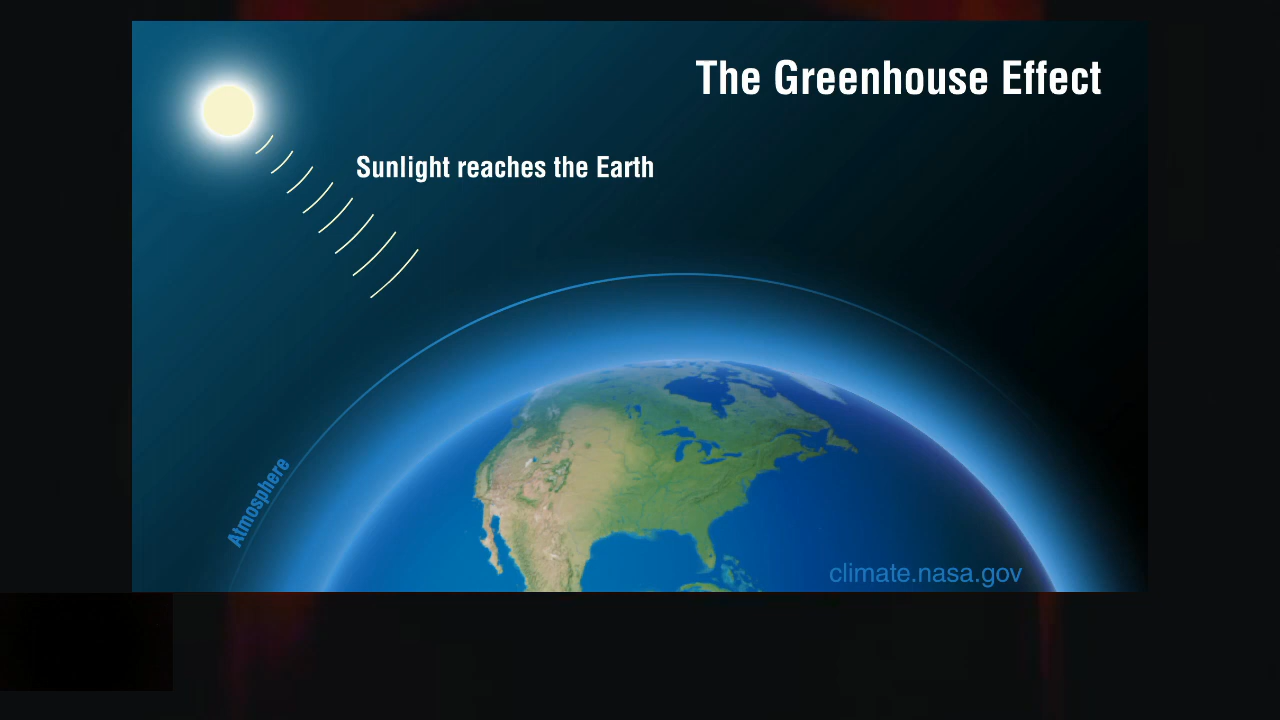 The Greenhouse Effect
Sunlight reaches the Earth
Atmosphere
climate.nasa.gov